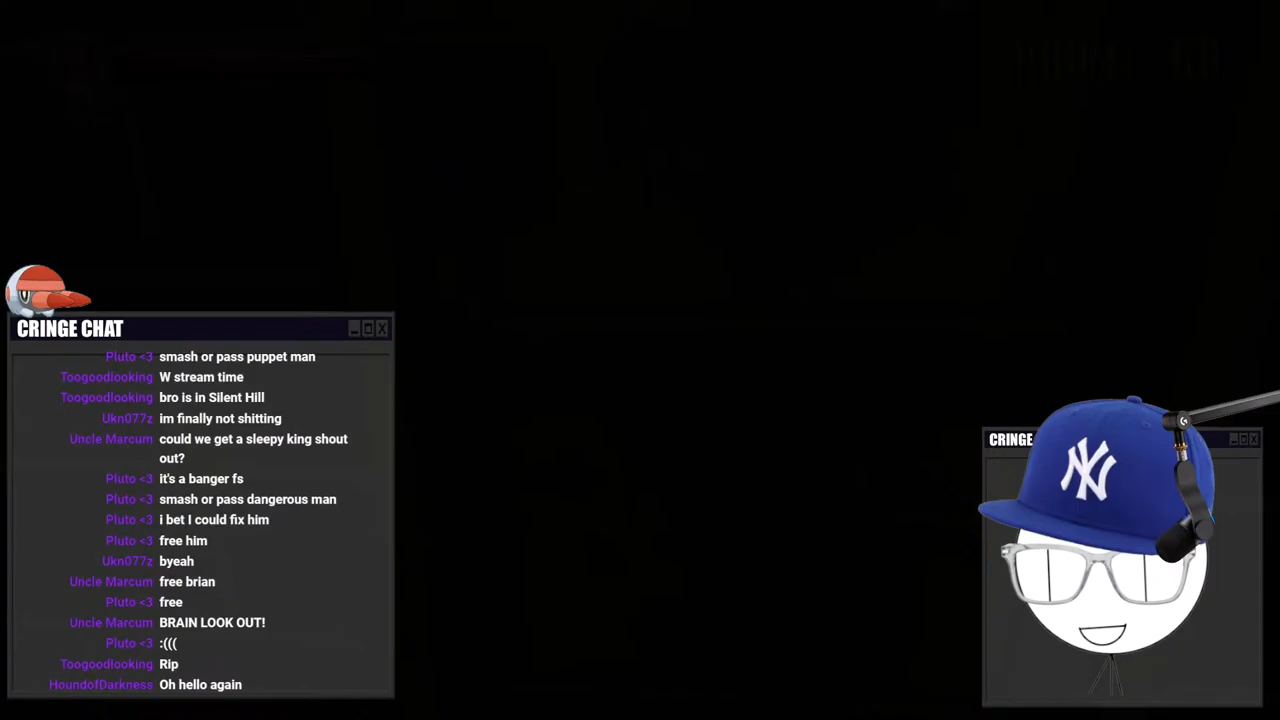 CRINGE CHAT
Pluto <3 smash or pass puppet man
Toogoodlooking W stream time
Toogoodlooking bro is in Silent Hill
Ukn077z im finally not shitting
Uncle Marcum could we get a sleepy king shout
out?
Pluto <3 it's a banger fs
Pluto <3 smash or pass dangerous man
Pluto <3 i bet I could fix him
Pluto <3 free him
Ukn077z byeah
Uncle Marcum free brian
Pluto <3 free
Uncle Marcum BRAIN LOOK OUT!
Pluto <3 :(((
Toogoodlooking Rip
HoundofDarkness Oh hello again
CRINGE
NY
G